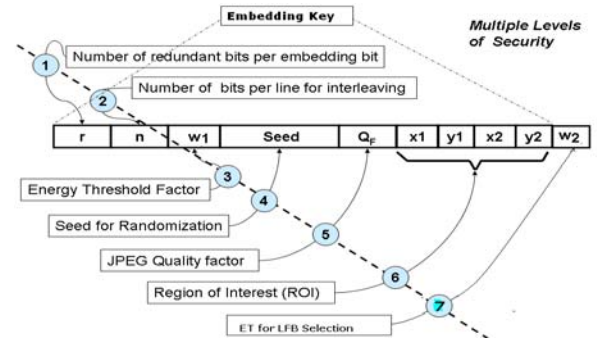 Embedding Key
Multiple Levels
of Security
1
Number of redundant bits per embedding bit
2
Number of bits per line for interleaving
r n w1 Seed QF x1 y1 x2 y2 w2
Energy Threshold Factor
3
Seed for Randomization
4
JPEG Quality factor
5
Region of Interest (ROI)
6
ET for LFB Selection
7